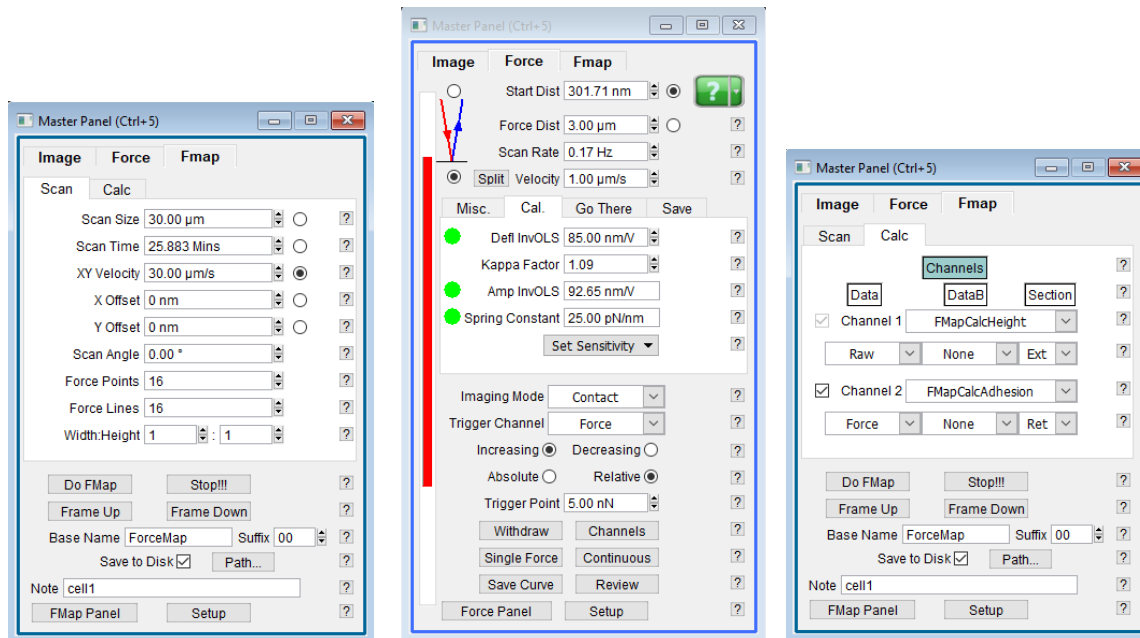 Master Panel (Ctrl+5)
Image Force Fmap
Scan Calc
Scan Size 30.00 µm ?
Scan Time 25.883 Mins ?
XY Velocity 30.00 µm/s ?
X Offset 0 nm ?
Y Offset 0 nm ?
Scan Angle 0.00 ° ?
Force Points 16 ?
Force Lines 16 ?
Width:Height 1 : 1 ?
Do FMap Stop!!! ?
Frame Up Frame Down ?
Base Name ForceMap Suffix 00 ?
Save to Disk Path... ?
Note cell1 ?
FMap Panel Setup ?
Master Panel (Ctrl+5)
Image Force Fmap
Start Dist 301.71 nm ?
Force Dist 3.00 µm ?
Scan Rate 0.17 Hz ?
Split Velocity 1.00 µm/s ?
Misc. Cal. Go There Save
Defl InvOLS 85.00 nm/V ?
Kappa Factor 1.09 ?
Amp InvOLS 92.65 nm/V ?
Spring Constant 25.00 pN/nm ?
Set Sensitivity ?
Imaging Mode Contact ?
Trigger Channel Force ?
Increasing Decreasing ?
Absolute Relative ?
Trigger Point 5.00 nN ?
Withdraw Channels ?
Single Force Continuous ?
Save Curve Review ?
Force Panel Setup ?
Master Panel (Ctrl+5)
Image Force Fmap
Scan Calc
Channels ?
Data DataB Section ?
Channel 1 FMapCalcHeight ?
Raw None Ext ?
Channel 2 FMapCalcAdhesion ?
Force None Ret ?
Do FMap Stop!!! ?
Frame Up Frame Down ?
Base Name ForceMap Suffix 00 ?
Save to Disk Path... ?
Note cell1 ?
FMap Panel Setup ?